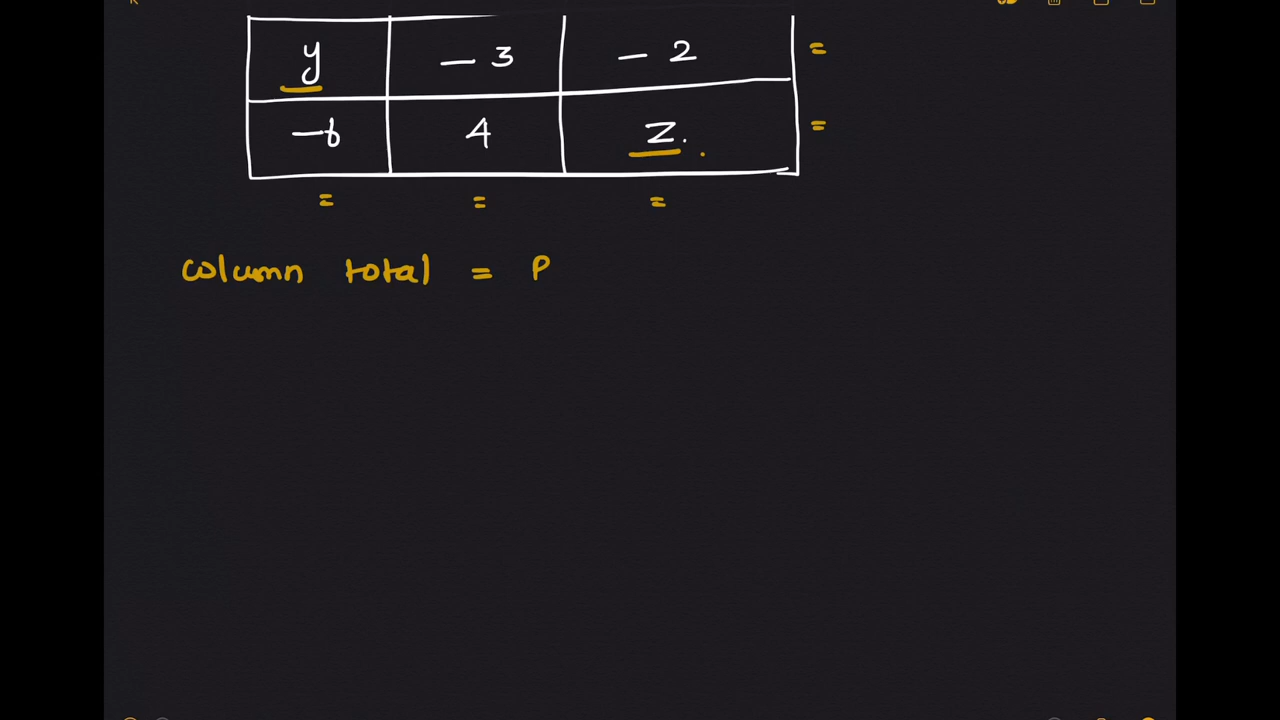 y - 3 - 2 =
-6 4 z. =
= = =
column total = P